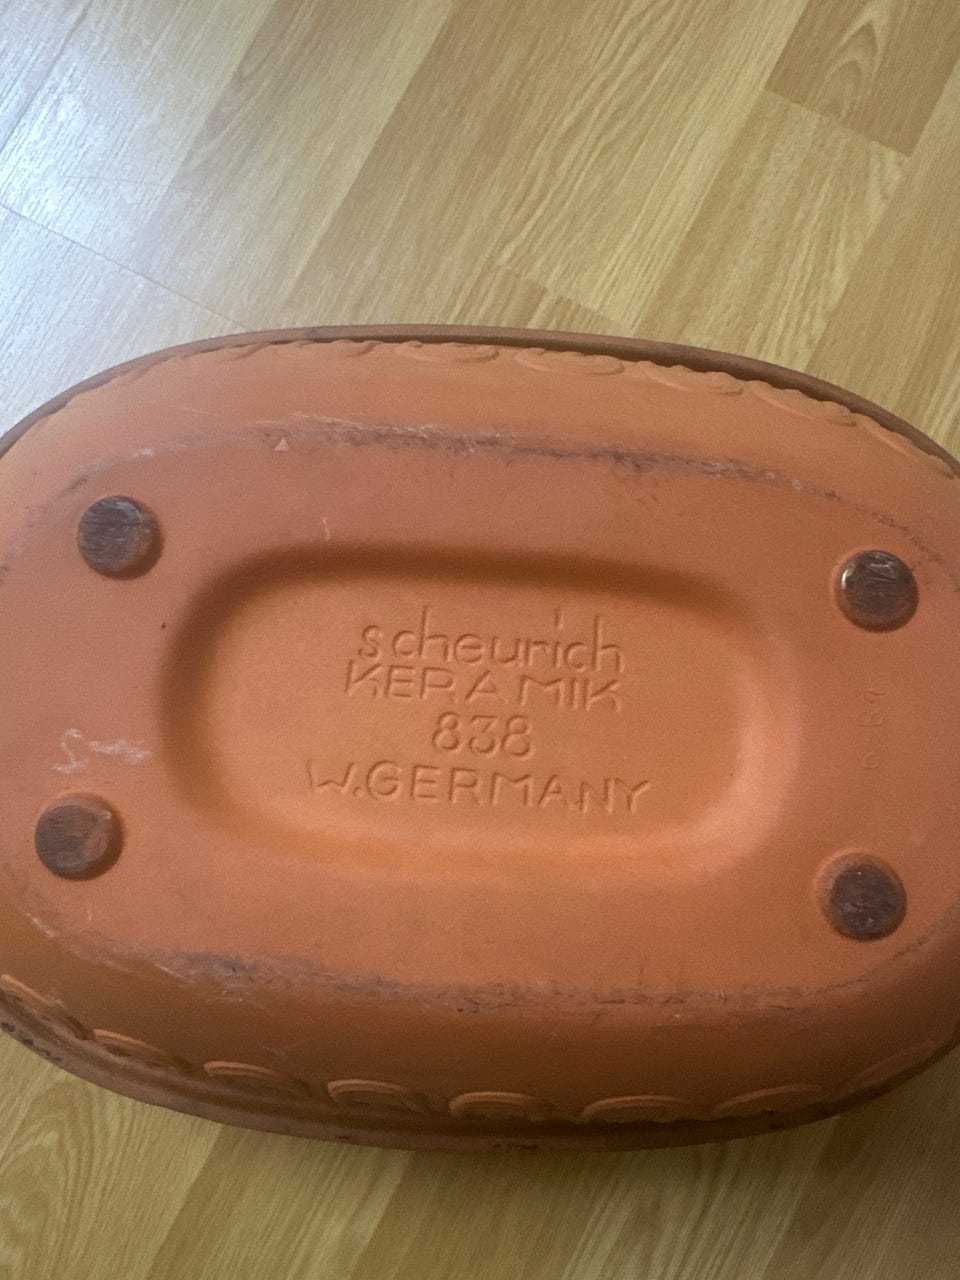 scheurich
KERAMIK
838
W.GERMANY